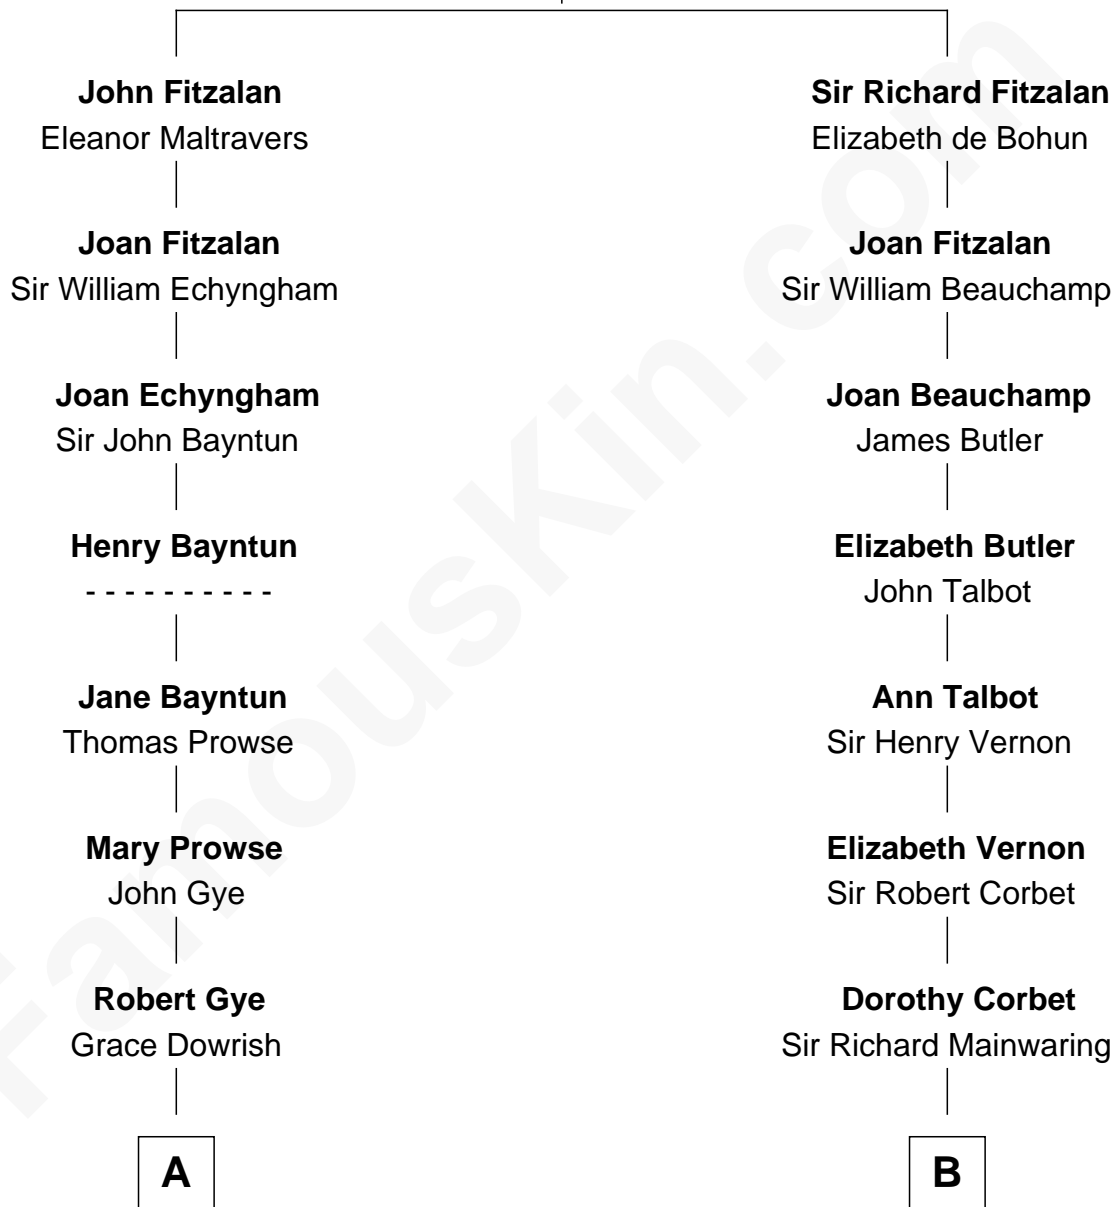 John Fitzalan
Eleanor Maltravers
Joan Fitzalan
Sir William Echyngham
Joan Echyngham
Sir John Bayntun
Henry Bayntun
- - - - - - - - - -
Jane Bayntun
Thomas Prowse
Mary Prowse
John Gye
Robert Gye
Grace Dowrish
A
Sir Richard Fitzalan
Elizabeth de Bohun
Joan Fitzalan
Sir William Beauchamp
Joan Beauchamp
James Butler
Elizabeth Butler
John Talbot
Ann Talbot
Sir Henry Vernon
Elizabeth Vernon
Sir Robert Corbet
Dorothy Corbet
Sir Richard Mainwaring
B
FamousKin.com